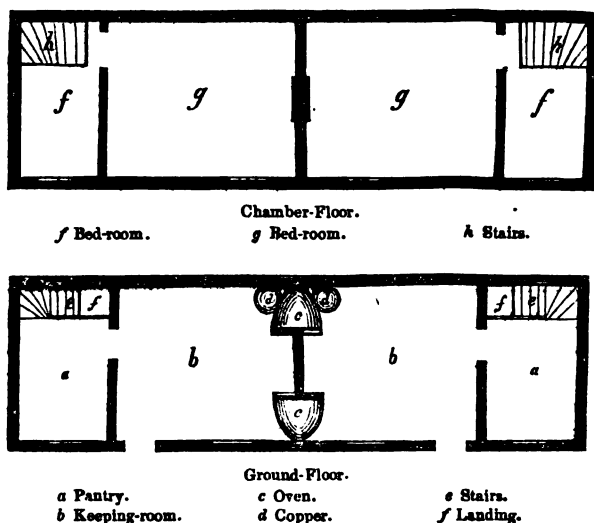 h h
f g g f
Chamber-Floor.
f Bed-room. g Bed-room. h Stairs.
e f d c d f e
a b b a
c
Ground-Floor.
a Pantry. c Oven. e Stairs.
b Keeping-room. d Copper. f Landing.